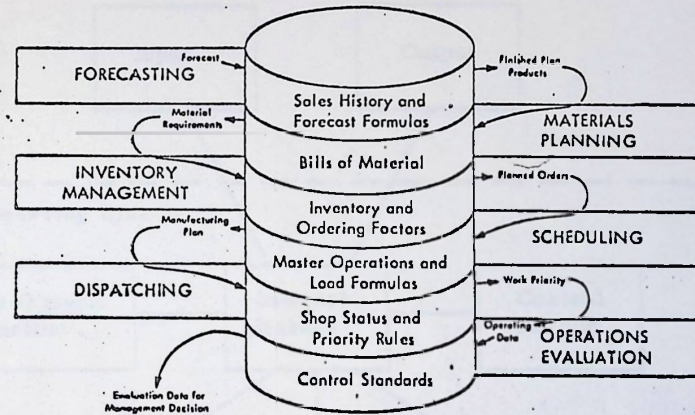 Forecast
FORECASTING
Finished Plan
Products
Sales History and
Forecast Formulas
Material
Requirements
MATERIALS
PLANNING
Bills of Material
INVENTORY
MANAGEMENT
Planned Orders
Inventory and
Ordering Factors
Manufacturing
Plan
SCHEDULING
Master Operations and
Load Formulas
DISPATCHING
Work Priority
Shop Status and
Priority Rules
Operating
Data
OPERATIONS
EVALUATION
Control Standards
Evaluation Data for
Management Decision